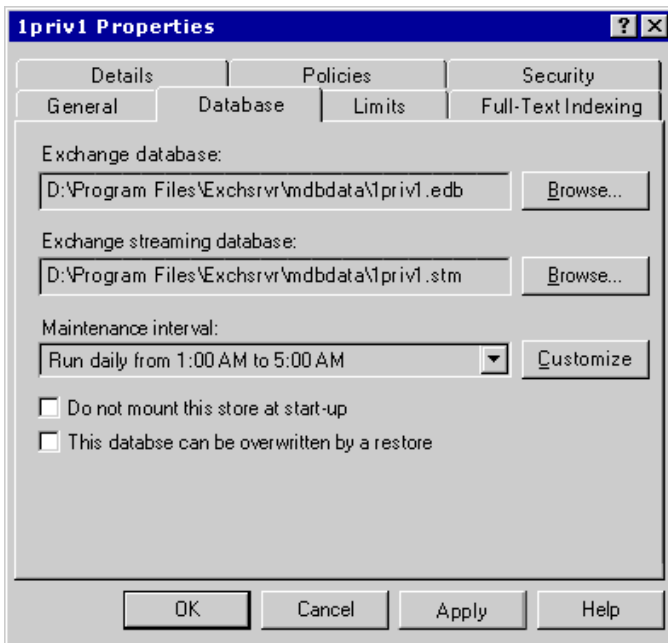 1priv1 Properties
Details Policies Security
General Database Limits Full-Text Indexing
Exchange database:
D:\Program Files\Exchsrvr\mdbdata\1priv1.edb Browse...
Exchange streaming database:
D:\Program Files\Exchsrvr\mdbdata\1priv1.stm Browse...
Maintenance interval:
Run daily from 1:00 AM to 5:00 AM Customize
Do not mount this store at start-up
This databse can be overwritten by a restore
OK Cancel Apply Help